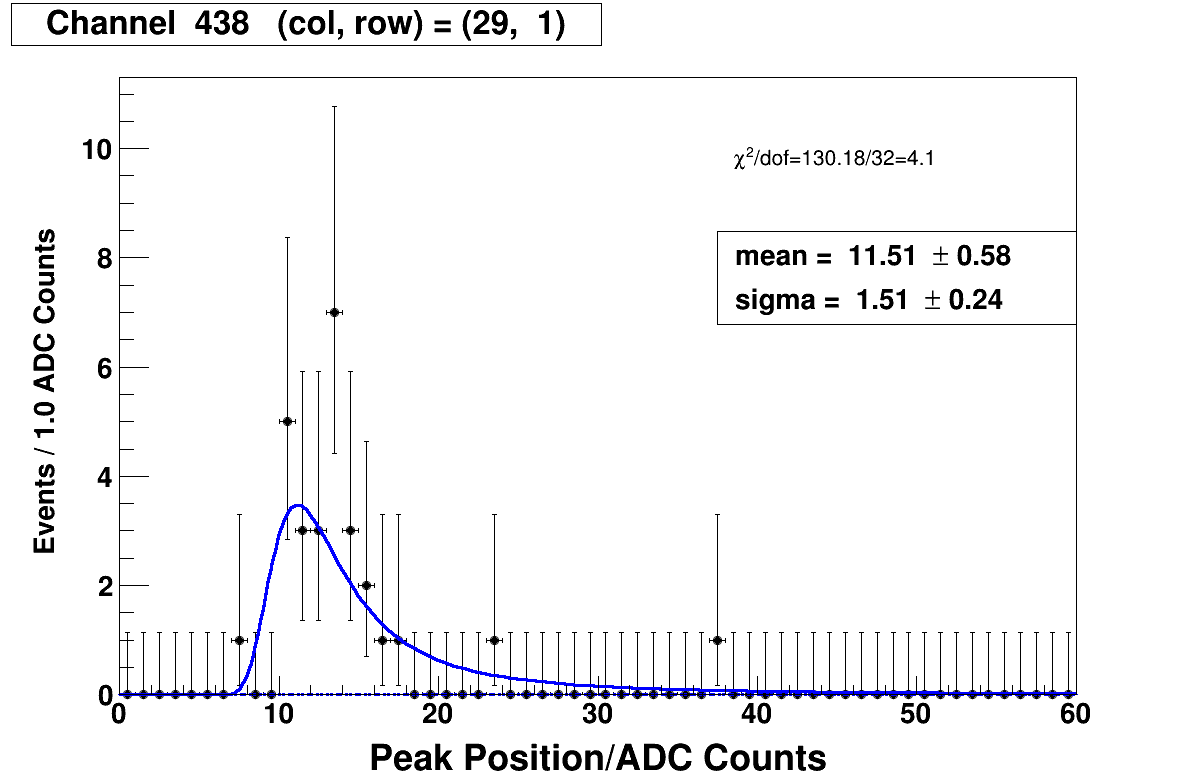 Channel 438 (col, row) = (29, 1)
χ²/dof=130.18/32=4.1
mean = 11.51 ± 0.58
sigma = 1.51 ± 0.24
Events / 1.0 ADC Counts
10
8
6
4
2
0
0 10 20 30 40 50 60
Peak Position/ADC Counts